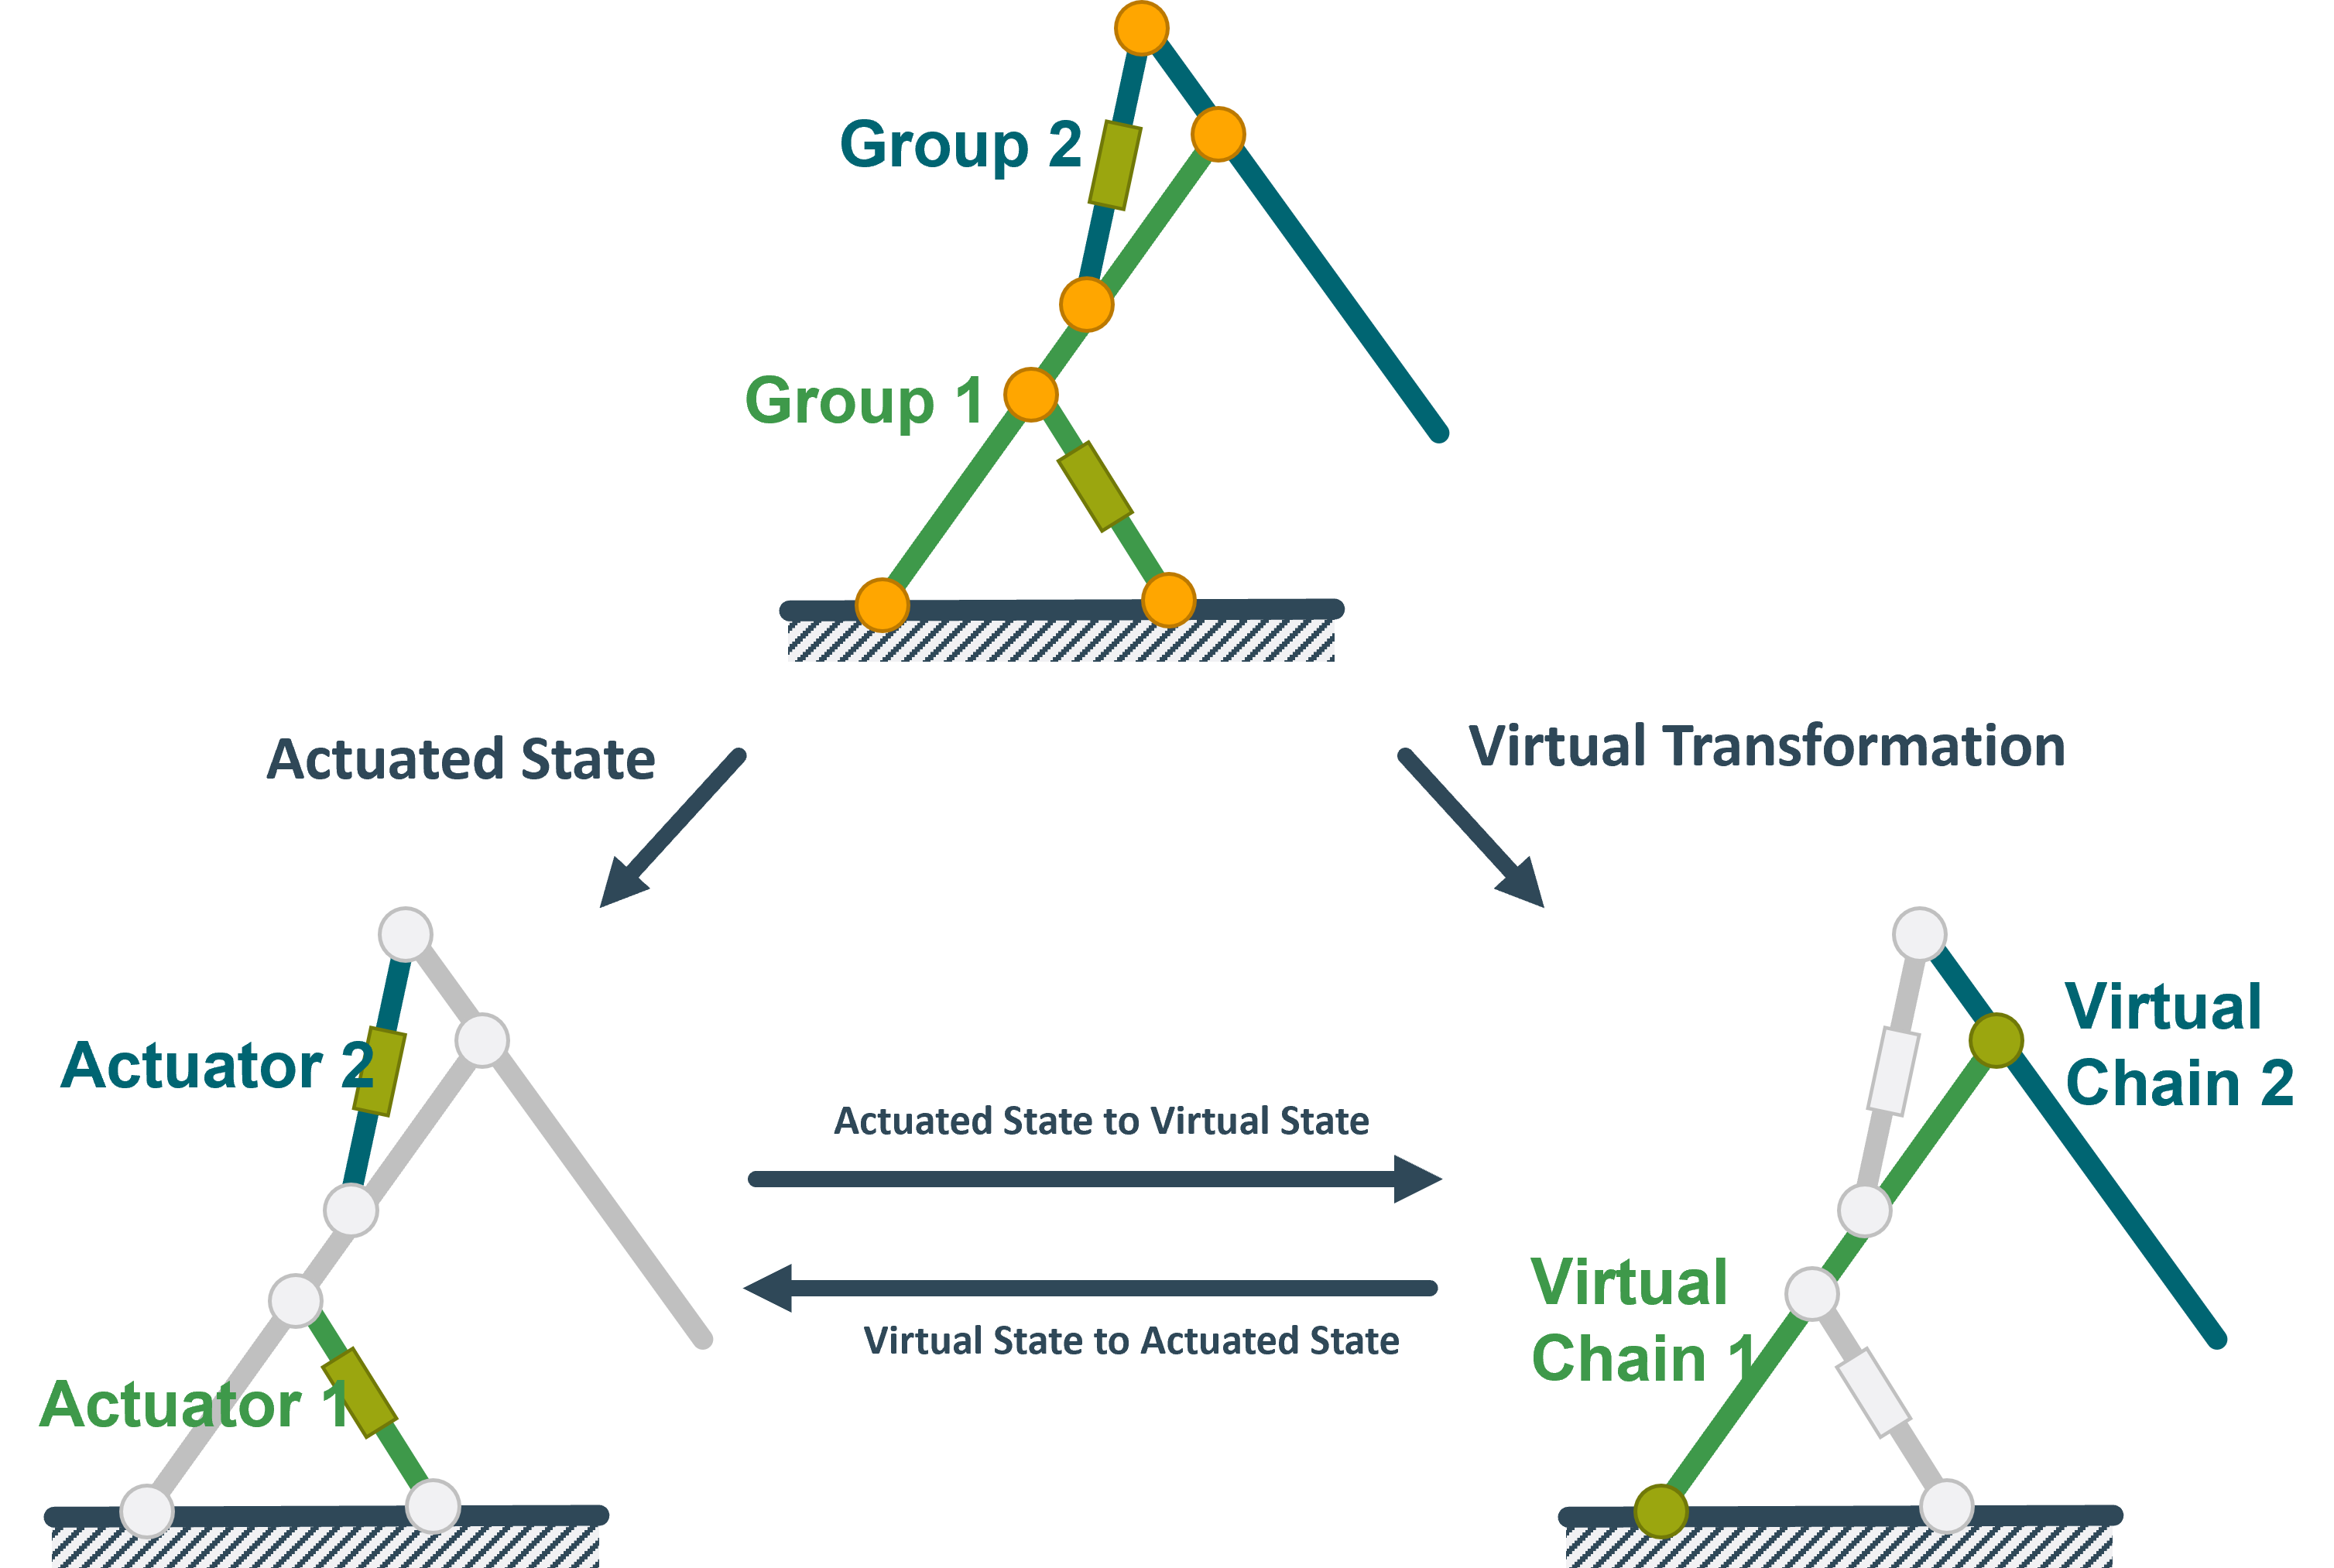 Group 2
Group 1
Actuated State
Virtual Transformation
Actuator 2
Virtual
Chain 2
Actuated State to Virtual State
Virtual State to Actuated State
Virtual
Chain 1
Actuator 1